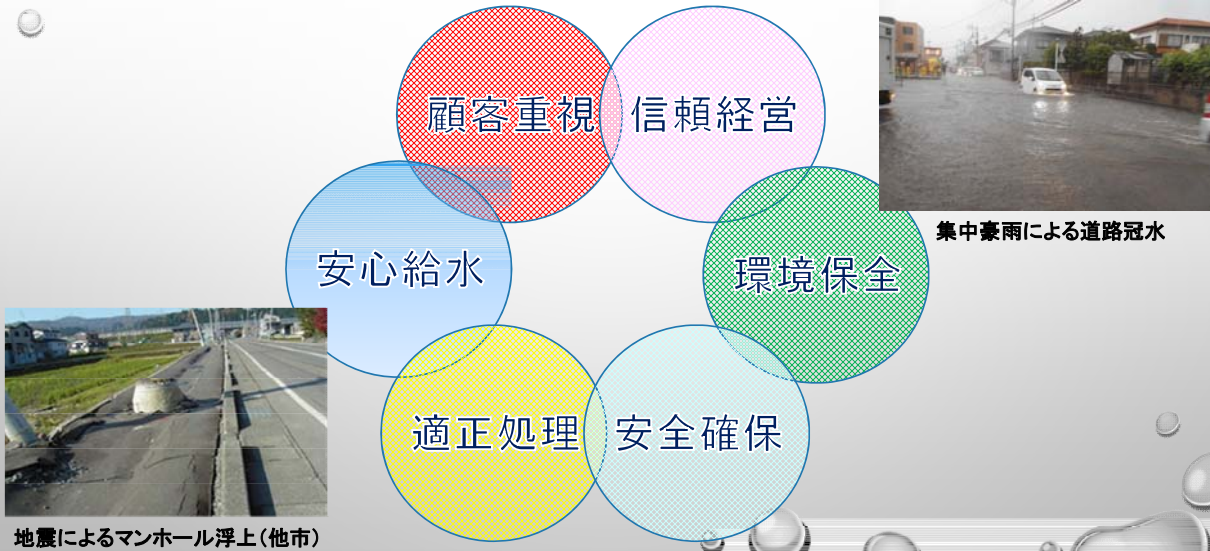 顧客重視
信頼経営
集中豪雨による道路冠水
安心給水
環境保全
適正処理
安全確保
地震によるマンホール浮上(他市)